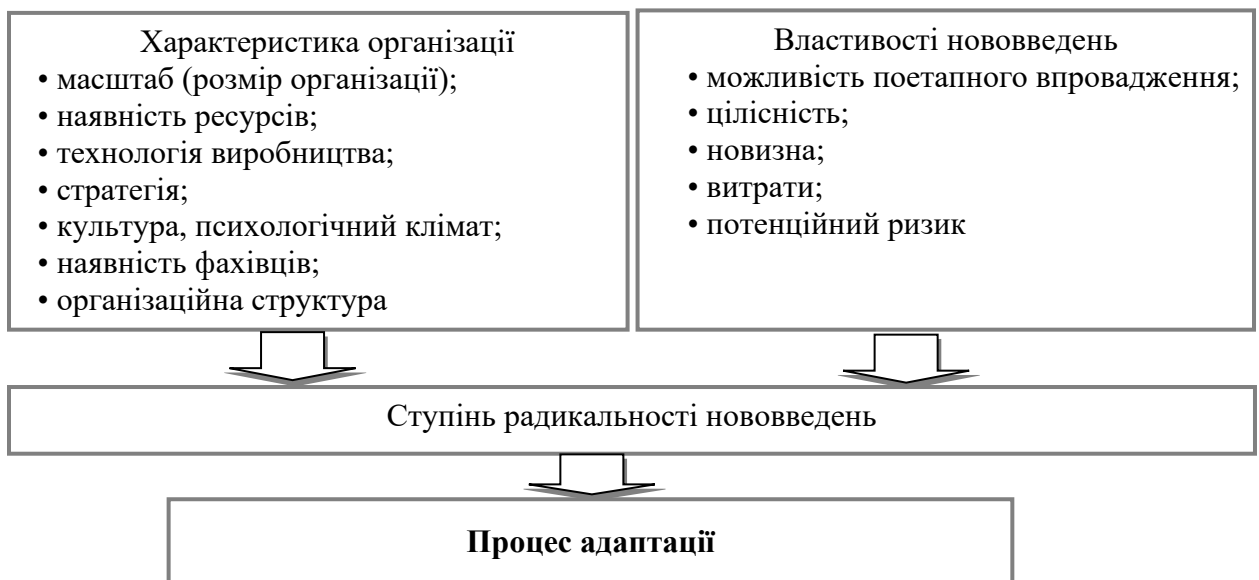 Характеристика організації
• масштаб (розмір організації);
• наявність ресурсів;
• технологія виробництва;
• стратегія;
• культура, психологічний клімат;
• наявність фахівців;
• організаційна структура
Властивості нововведень
• можливість поетапного впровадження;
• цілісність;
• новизна;
• витрати;
• потенційний ризик
Ступінь радикальності нововведень
Процес адаптації